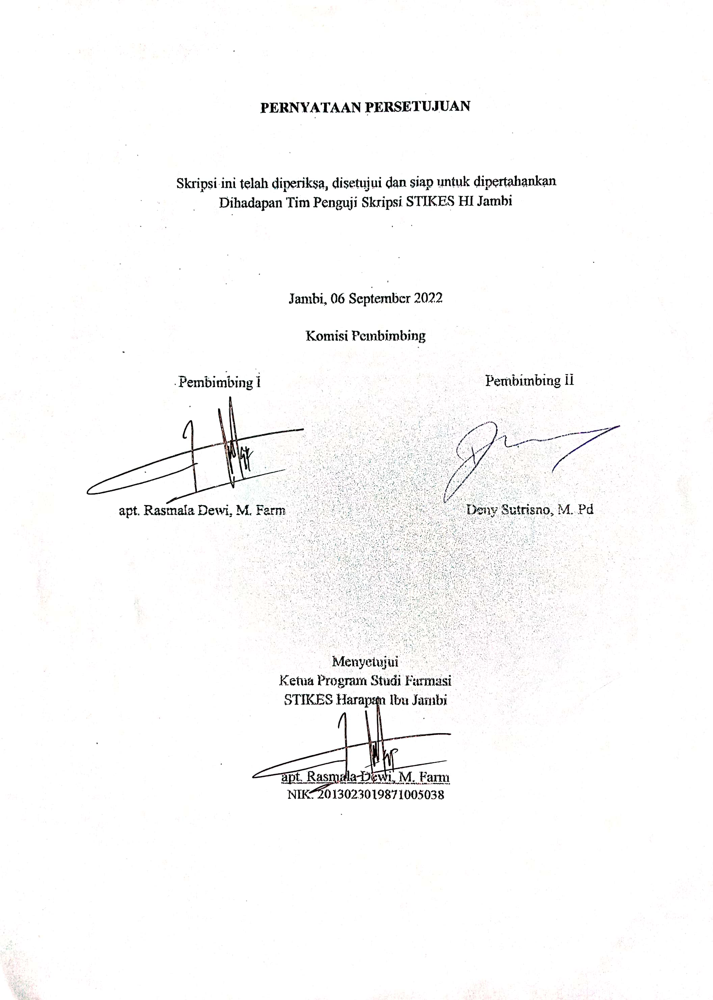 PERNYATAAN PERSETUJUAN
Skripsi ini telah diperiksa, disetujui dan siap untuk dipertahankan
Dihadapan Tim Penguji Skripsi STIKES HI Jambi
Jambi, 06 September 2022
Komisi Pembimbing
Pembimbing I
Pembimbing II
apt. Rasmala Dewi, M. Farm
Deny Sutrisno, M. Pd
Menyetujui
Ketua Program Studi Farmasi
STIKES Harapan Ibu Jambi
apt. Rasmala Dewi, M. Farm
NIK. 2013023019871005038